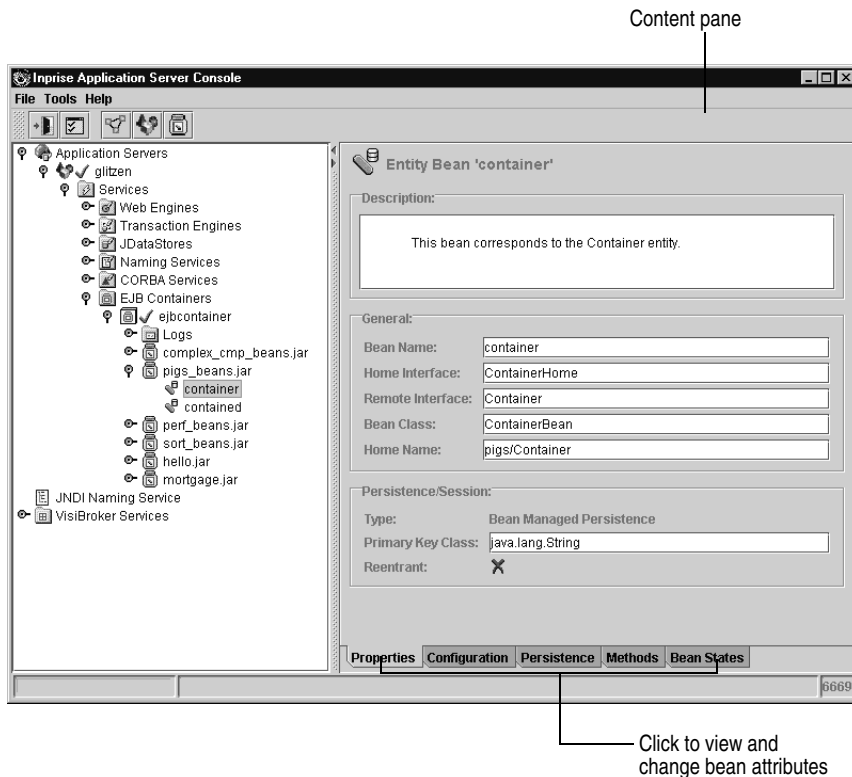 Content pane
Inprise Application Server Console
File Tools Help
Application Servers
glitzen
Services
Web Engines
Transaction Engines
JDataStores
Naming Services
CORBA Services
EJB Containers
ejbcontainer
Logs
complex_cmp_beans.jar
pigs_beans.jar
container
contained
perf_beans.jar
sort_beans.jar
hello.jar
mortgage.jar
JNDI Naming Service
VisiBroker Services
Entity Bean 'container'
Description:
This bean corresponds to the Container entity.
General:
Bean Name: container
Home Interface: ContainerHome
Remote Interface: Container
Bean Class: ContainerBean
Home Name: pigs/Container
Persistence/Session:
Type: Bean Managed Persistence
Primary Key Class: java.lang.String
Reentrant:
Properties Configuration Persistence Methods Bean States
6669
Click to view and
change bean attributes